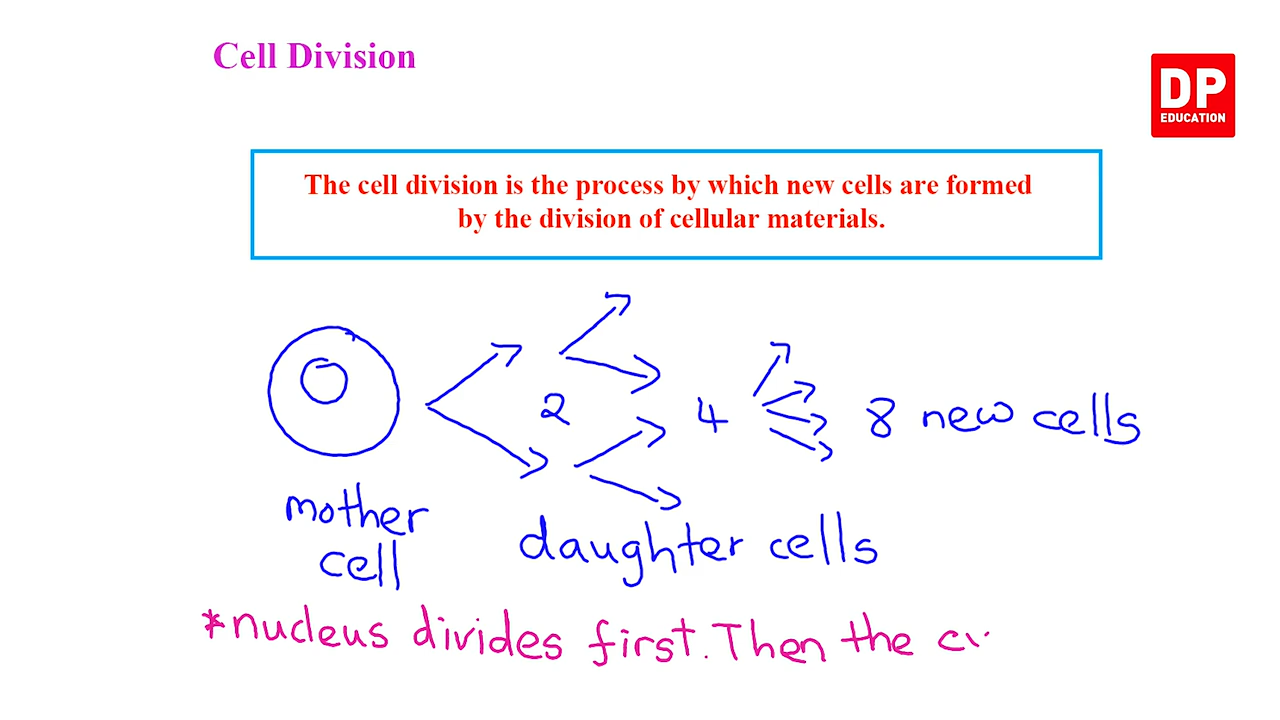 Cell Division
DP
EDUCATION
The cell division is the process by which new cells are formed
by the division of cellular materials.
2
4
8 new cells
mother
cell
daughter cells
*nucleus divides first. Then the